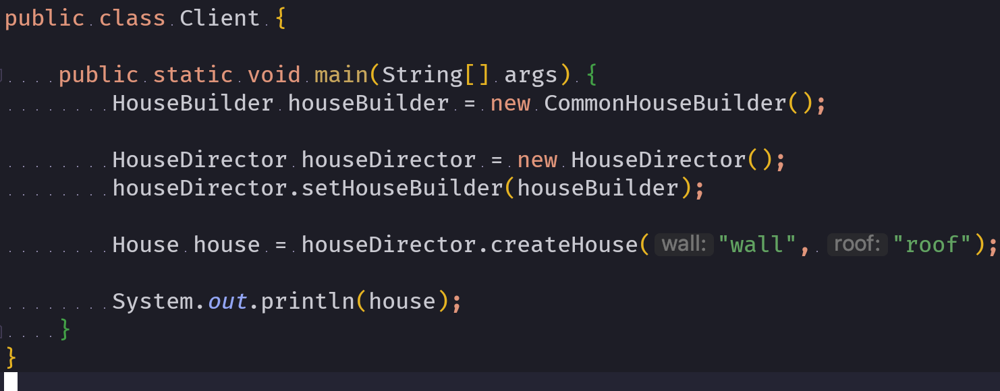 public class Client {
public static void main(String[] args) {
HouseBuilder houseBuilder = new CommonHouseBuilder();
HouseDirector houseDirector = new HouseDirector();
houseDirector.setHouseBuilder(houseBuilder);
House house = houseDirector.createHouse( wall: "wall", roof: "roof");
System.out.println(house);
}
}